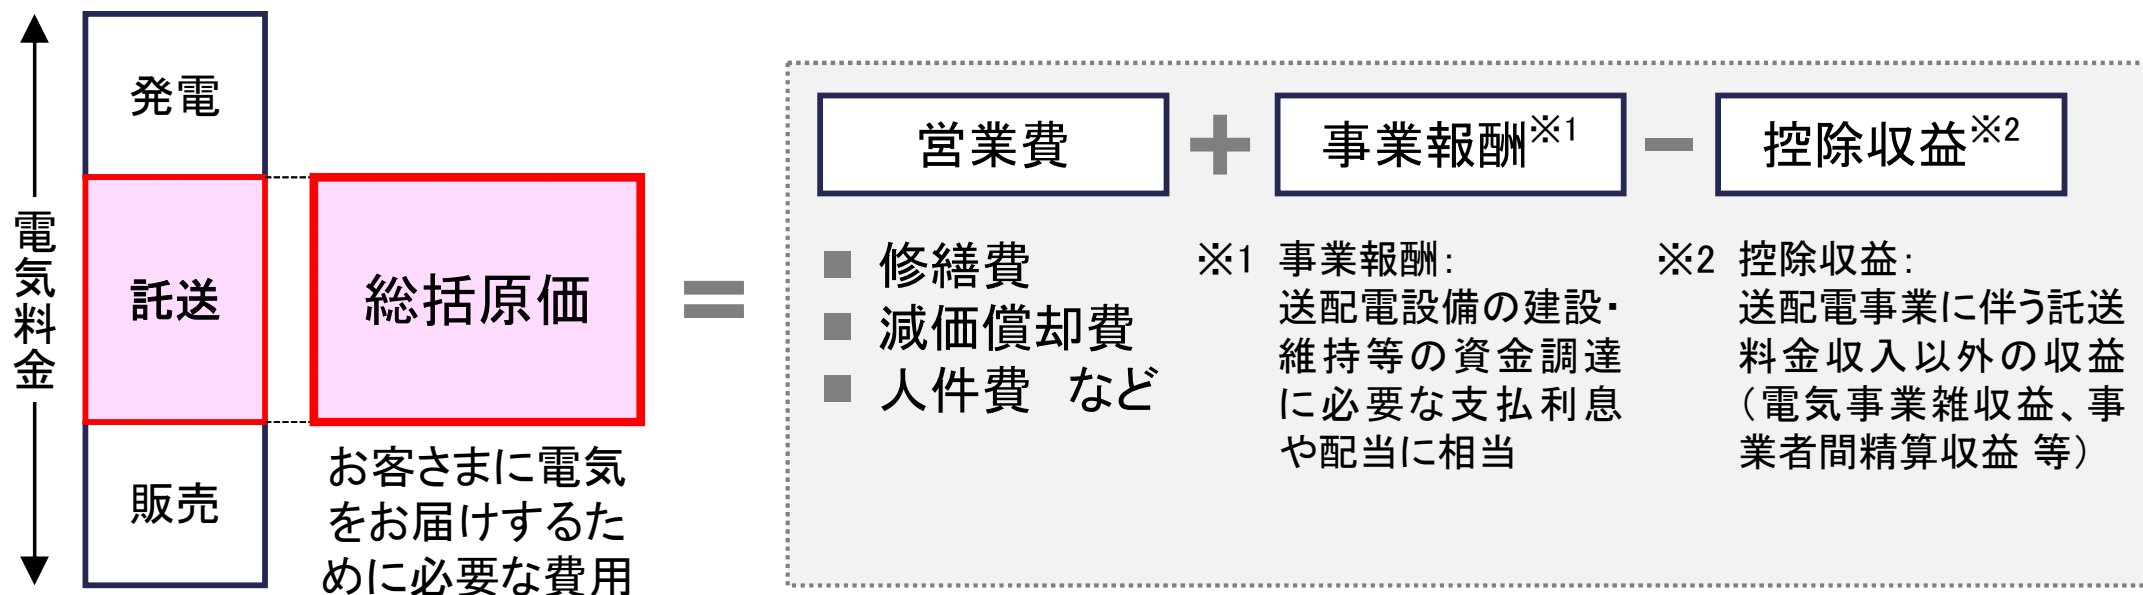 電気料金
発電
託送
販売
総括原価
お客さまに電気
をお届けするた
めに必要な費用
=
営業費
+
事業報酬※1
−
控除収益※2
■ 修繕費
■ 減価償却費
■ 人件費 など
※1 事業報酬：
送配電設備の建設・
維持等の資金調達
に必要な支払利息
や配当に相当
※2 控除収益：
送配電事業に伴う託送
料金収入以外の収益
（電気事業雑収益、事
業者間精算収益 等）